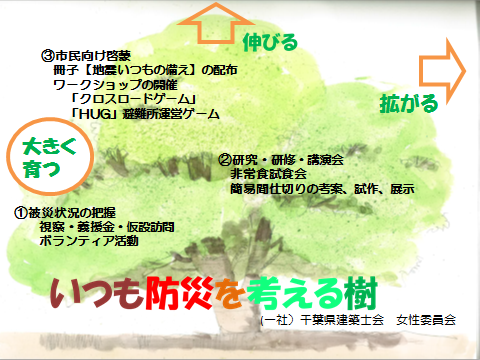 伸びる
③市民向け啓蒙
冊子【地震いつもの備え】の配布
ワークショップの開催
「クロスロードゲーム」
「HUG」避難所運営ゲーム
拡がる
大きく
育つ
②研究・研修・講演会
非常食試食会
簡易間仕切りの考案、試作、展示
①被災状況の把握
視察・義援金・仮設訪問
ボランティア活動
いつも防災を考える樹
(一社）千葉県建築士会　女性委員会